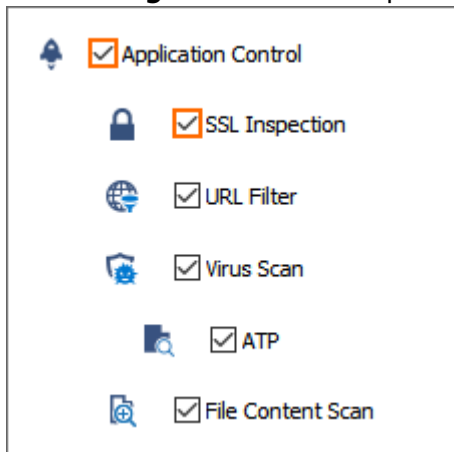 Application Control
SSL Inspection
URL Filter
Virus Scan
ATP
File Content Scan